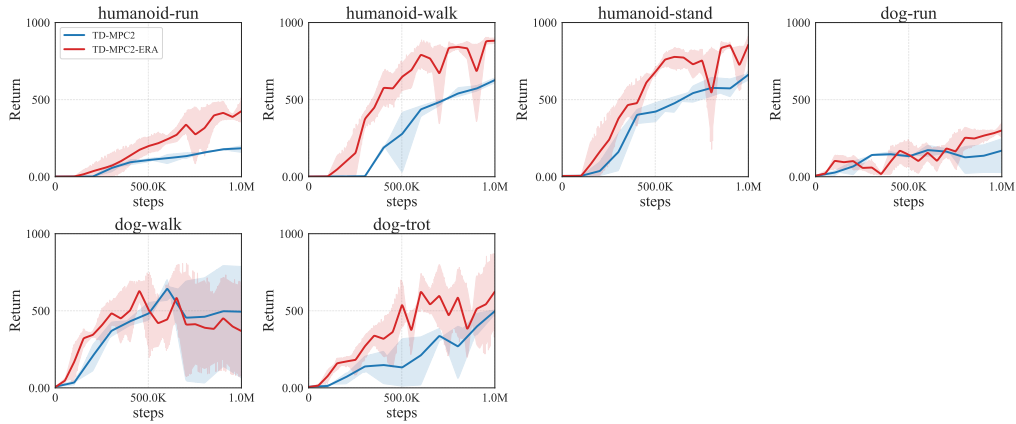 humanoid-run
1000
500
0.00
Return
TD-MPC2
TD-MPC2-ERA
0
500.0K
1.0M
steps
humanoid-walk
1000
500
0.00
Return
0
500.0K
1.0M
steps
humanoid-stand
1000
500
0.00
Return
0
500.0K
1.0M
steps
dog-run
1000
500
0.00
Return
0
500.0K
1.0M
steps
dog-walk
1000
500
0.00
Return
0
500.0K
1.0M
steps
dog-trot
1000
500
0.00
Return
0
500.0K
1.0M
steps